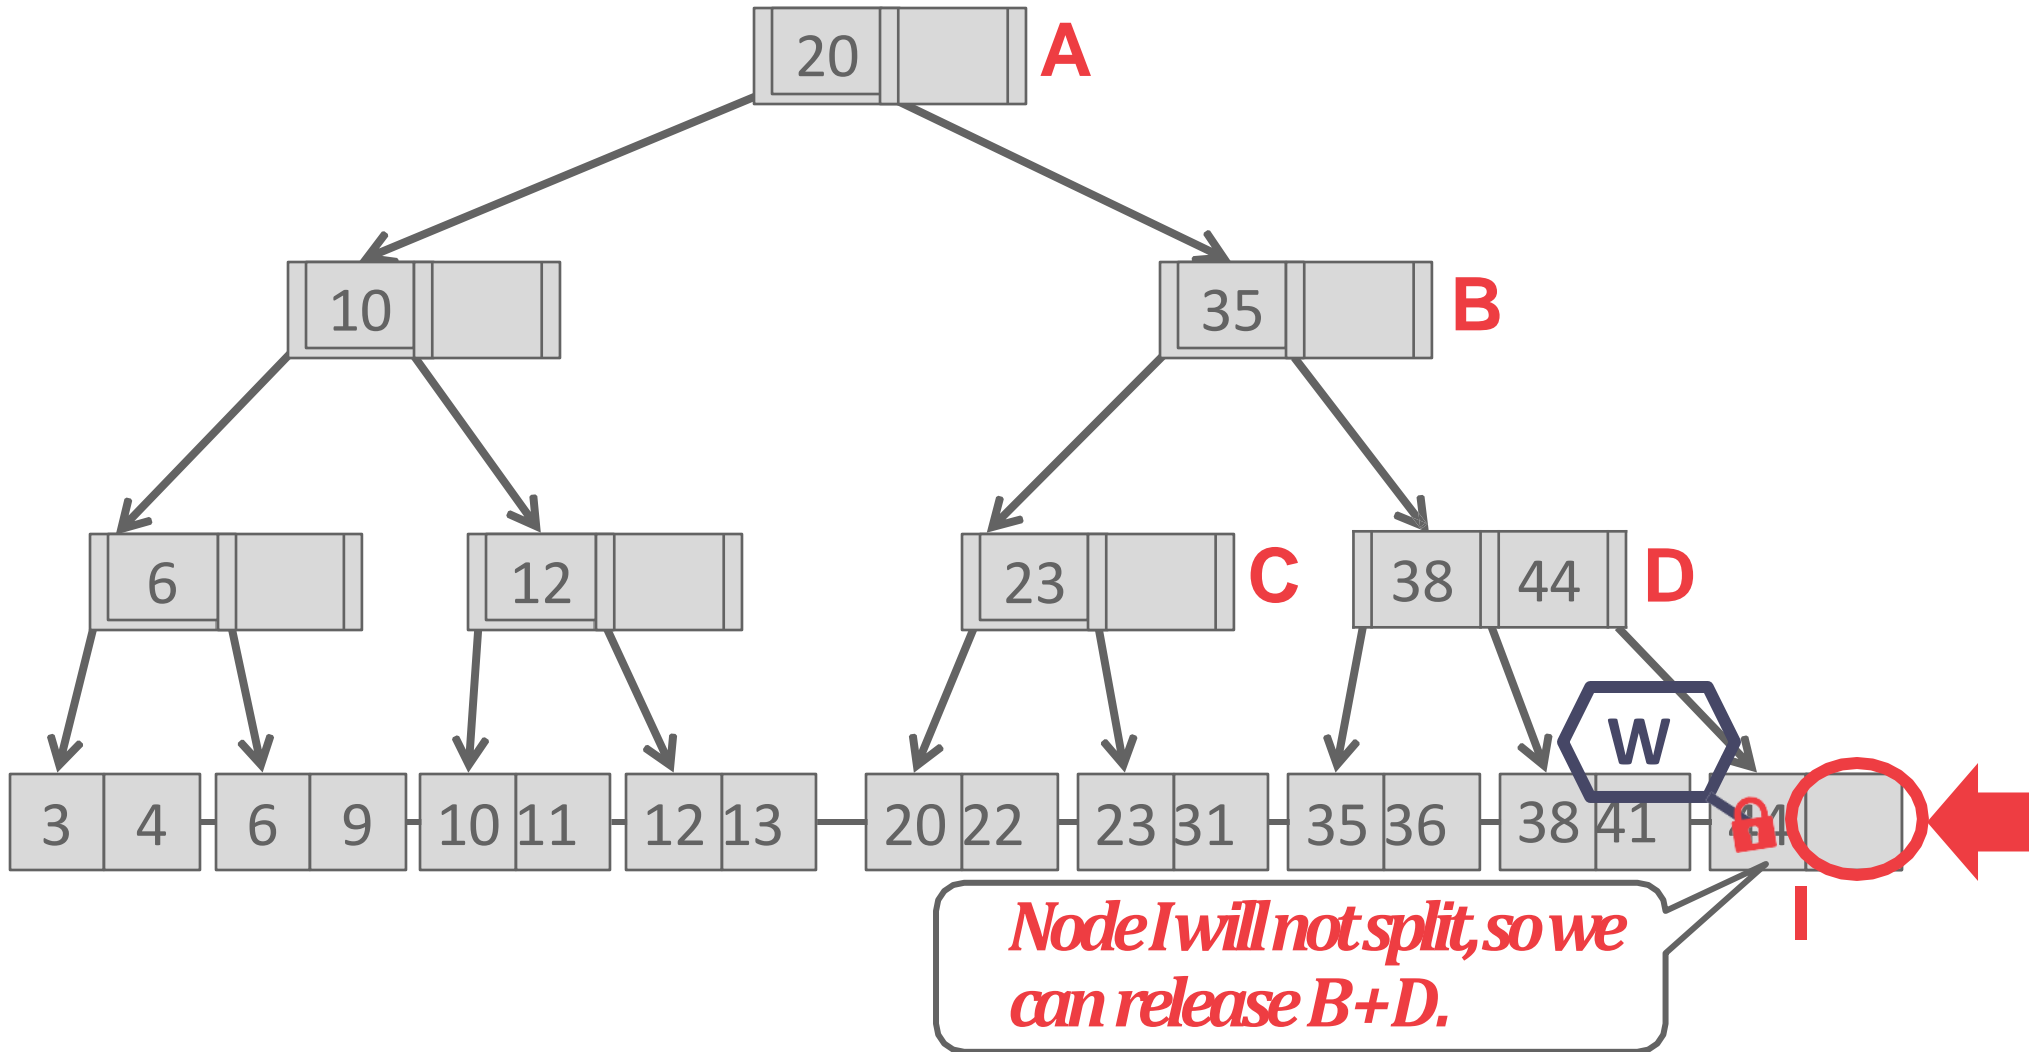 20 A
10 35 B
6 12 23 C 38 44 D
W
3 4 6 9 10 11 12 13 20 22 23 31 35 36 38 41 44
I
Node I will not split, so we
can release B+D.